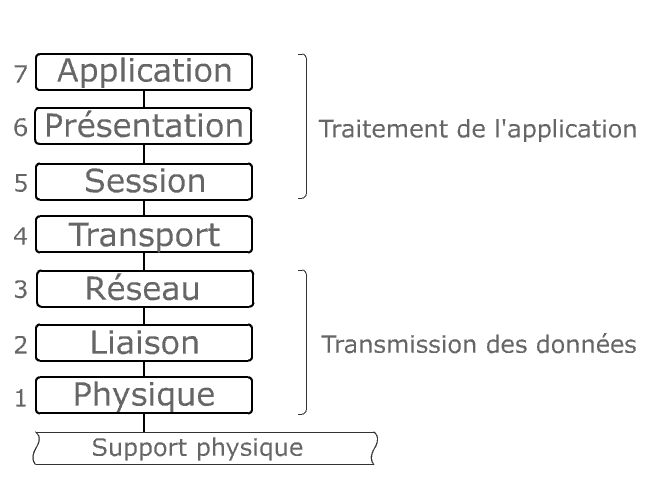 7 Application
6 Présentation
Traitement de l'application
5 Session
4 Transport
3 Réseau
2 Liaison
Transmission des données
1 Physique
Support physique